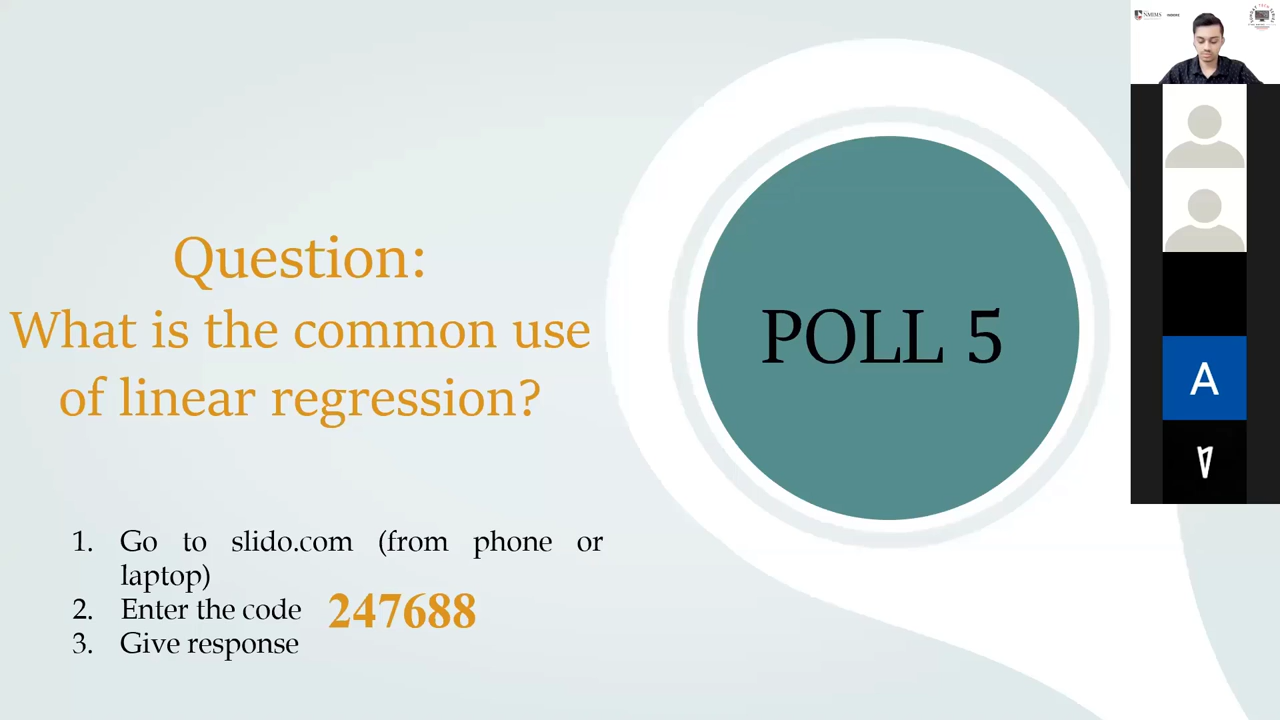 Question:
What is the common use
of linear regression?
POLL 5
1. Go to slido.com (from phone or
laptop)
2. Enter the code 247688
3. Give response
NMIMS
A